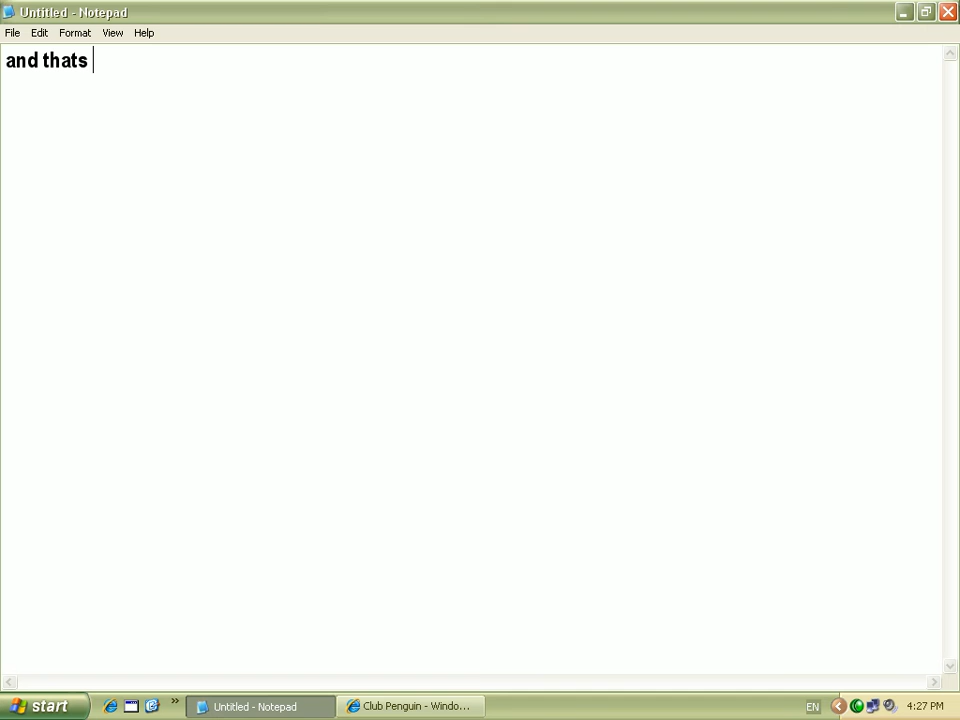 Untitled - Notepad
File Edit Format View Help
and thats
start
» Untitled - Notepad Club Penguin - Windo...
EN 4:27 PM